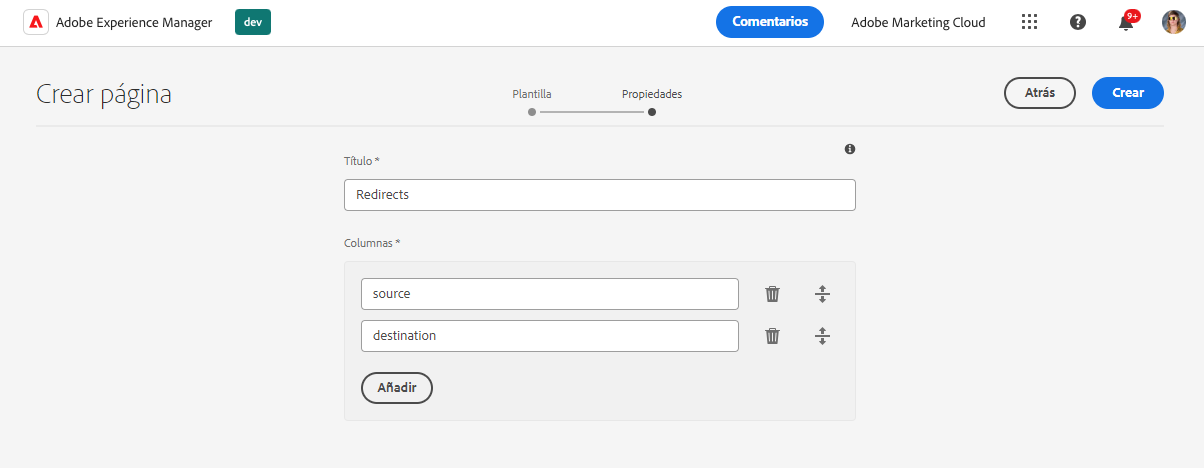 Adobe Experience Manager
dev
Comentarios
Adobe Marketing Cloud
9+
Crear página
Plantilla
Propiedades
Atrás
Crear
Título *
Redirects
Columnas *
source
destination
Añadir